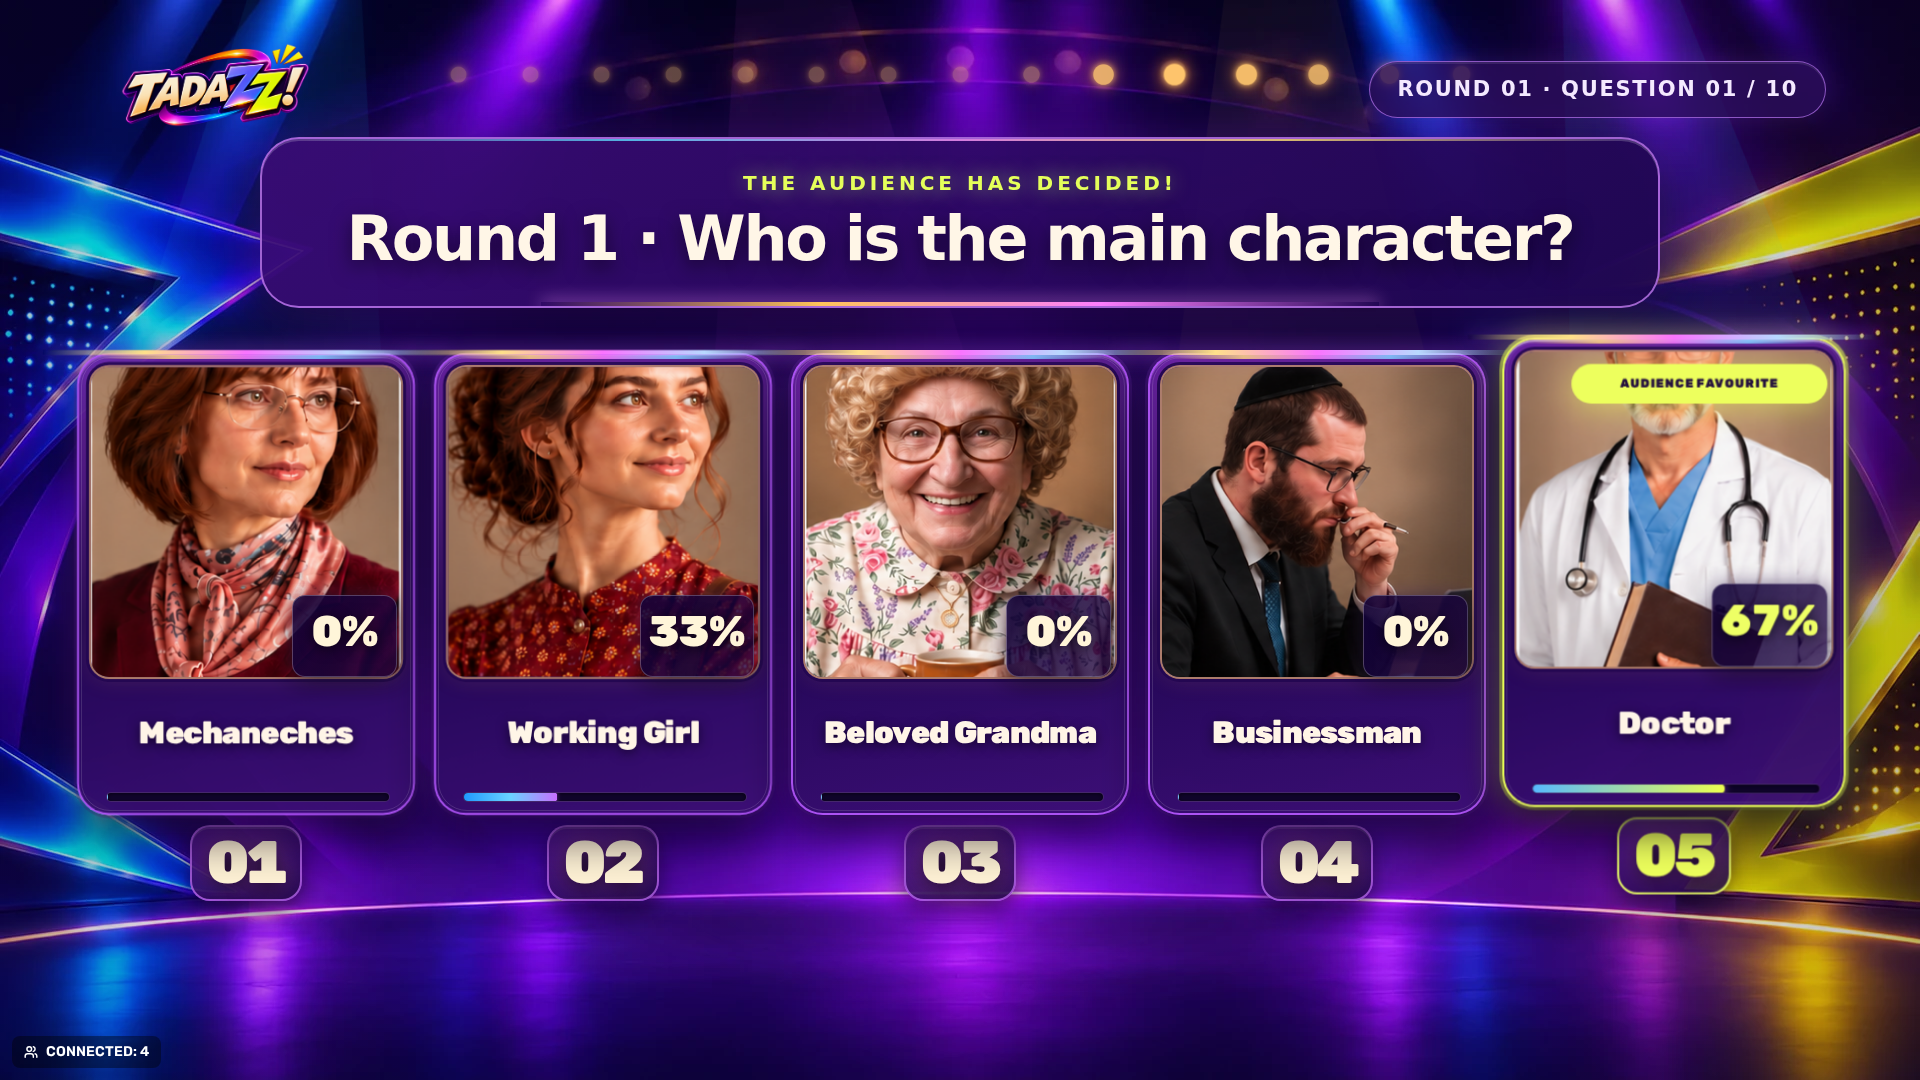 TADAZZ!
ROUND 01 · QUESTION 01 / 10
THE AUDIENCE HAS DECIDED!
Round 1 · Who is the main character?
AUDIENCE FAVOURITE
0%
33%
0%
0%
67%
Mechaneches
Working Girl
Beloved Grandma
Businessman
Doctor
01
02
03
04
05
CONNECTED: 4